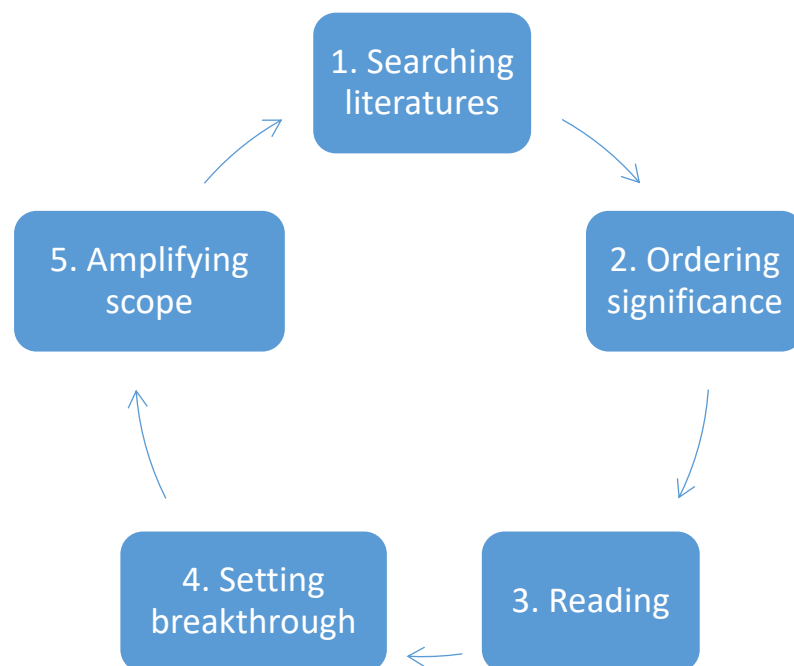 1. Searching
literatures
2. Ordering
significance
3. Reading
4. Setting
breakthrough
5. Amplifying
scope